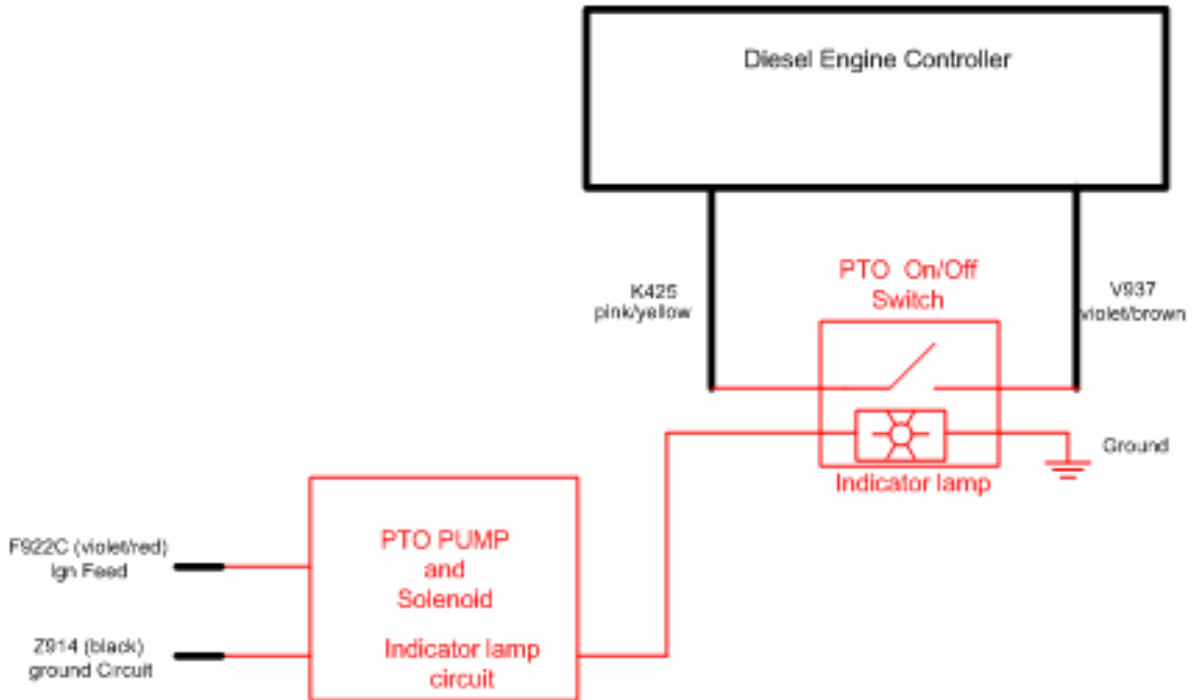 Diesel Engine Controller
K425
pink/yellow
PTO On/Off
Switch
V937
violet/brown
Ground
Indicator lamp
F922C (violet/red)
Ign Feed
Z914 (black)
ground Circuit
PTO PUMP
and
Solenoid
Indicator lamp
circuit